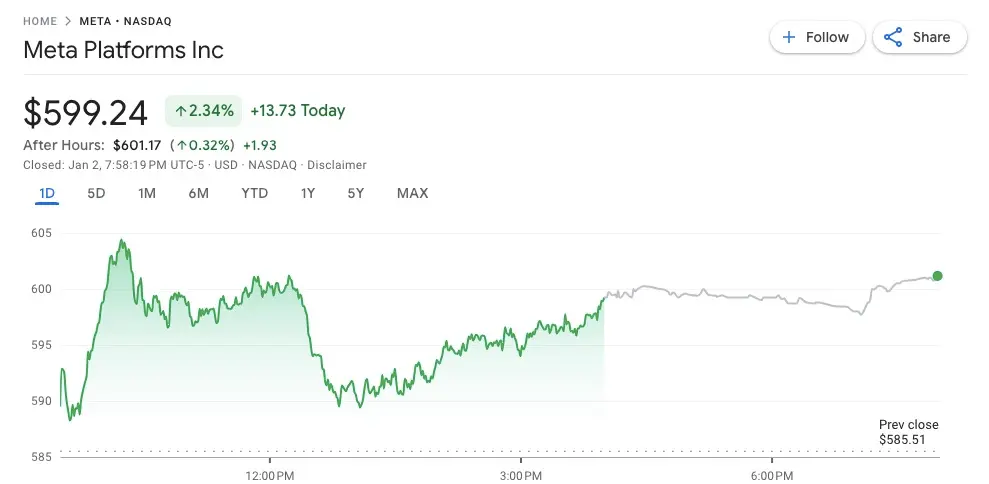 HOME > META • NASDAQ
Meta Platforms Inc
+ Follow
Share
$599.24 ↑2.34% +13.73 Today
After Hours: $601.17 (↑0.32%) +1.93
Closed: Jan 2, 7:58:19 PM UTC-5 · USD · NASDAQ · Disclaimer
1D 5D 1M 6M YTD 1Y 5Y MAX
605
600
595
590
585
Prev close
$585.51
12:00 PM 3:00 PM 6:00 PM